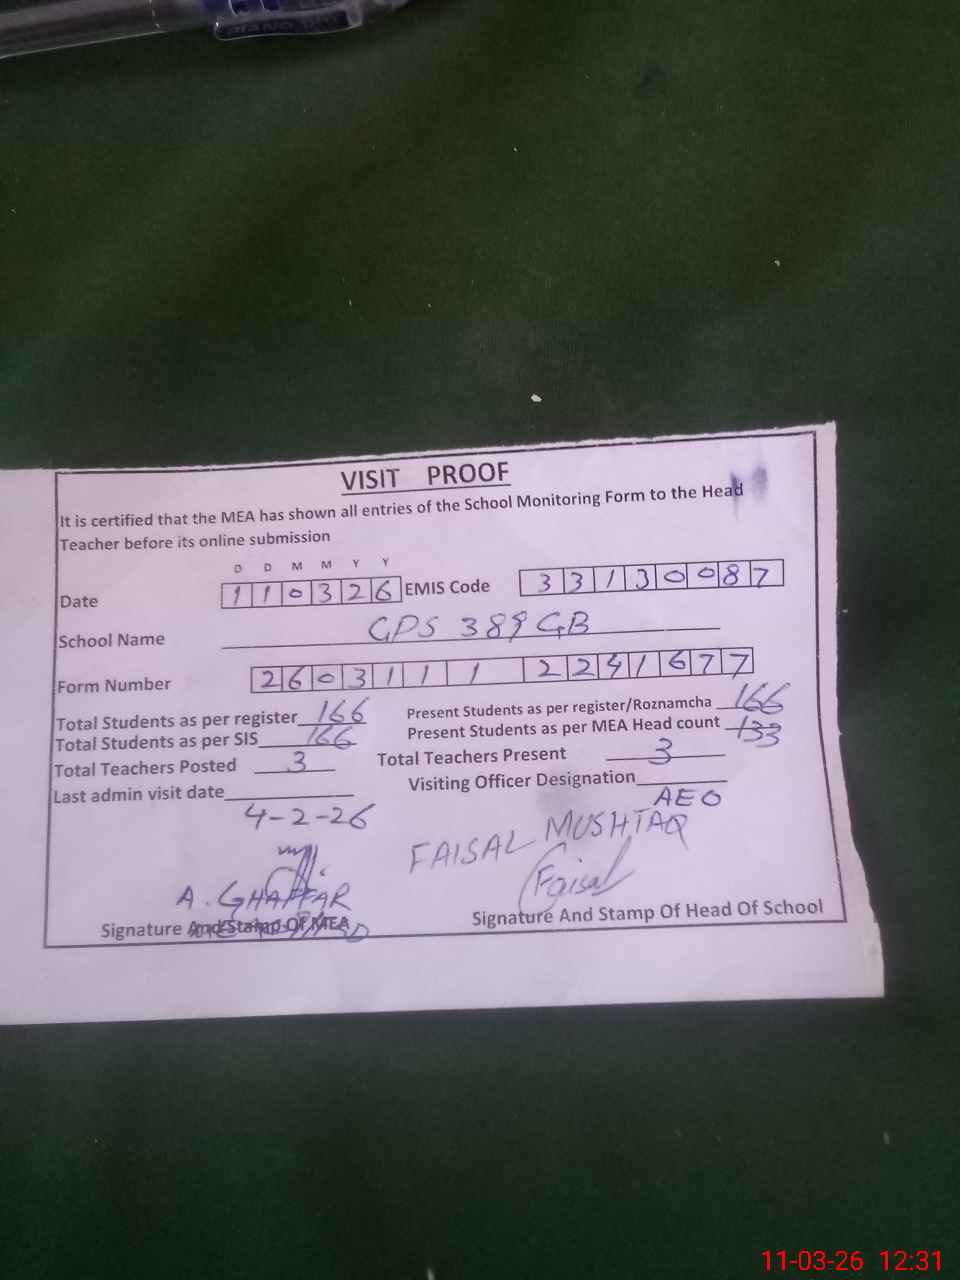 VISIT PROOF
It is certified that the MEA has shown all entries of the School Monitoring Form to the Head
Teacher before its online submission
D D M M Y Y
Date 110326 EMIS Code 33130087
School Name GPS 389 GB
Form Number 2603111 2241677
Total Students as per register 166 Present Students as per register/Roznamcha 166
Total Students as per SIS 166 Present Students as per MEA Head count 133
Total Teachers Posted 3 Total Teachers Present 3
Last admin visit date 4-2-26 Visiting Officer Designation AEO
FAISAL MUSHTAQ
A. GHAFFAR Faisal
Signature And Stamp Of MEA Signature And Stamp Of Head Of School
11-03-26 12:31